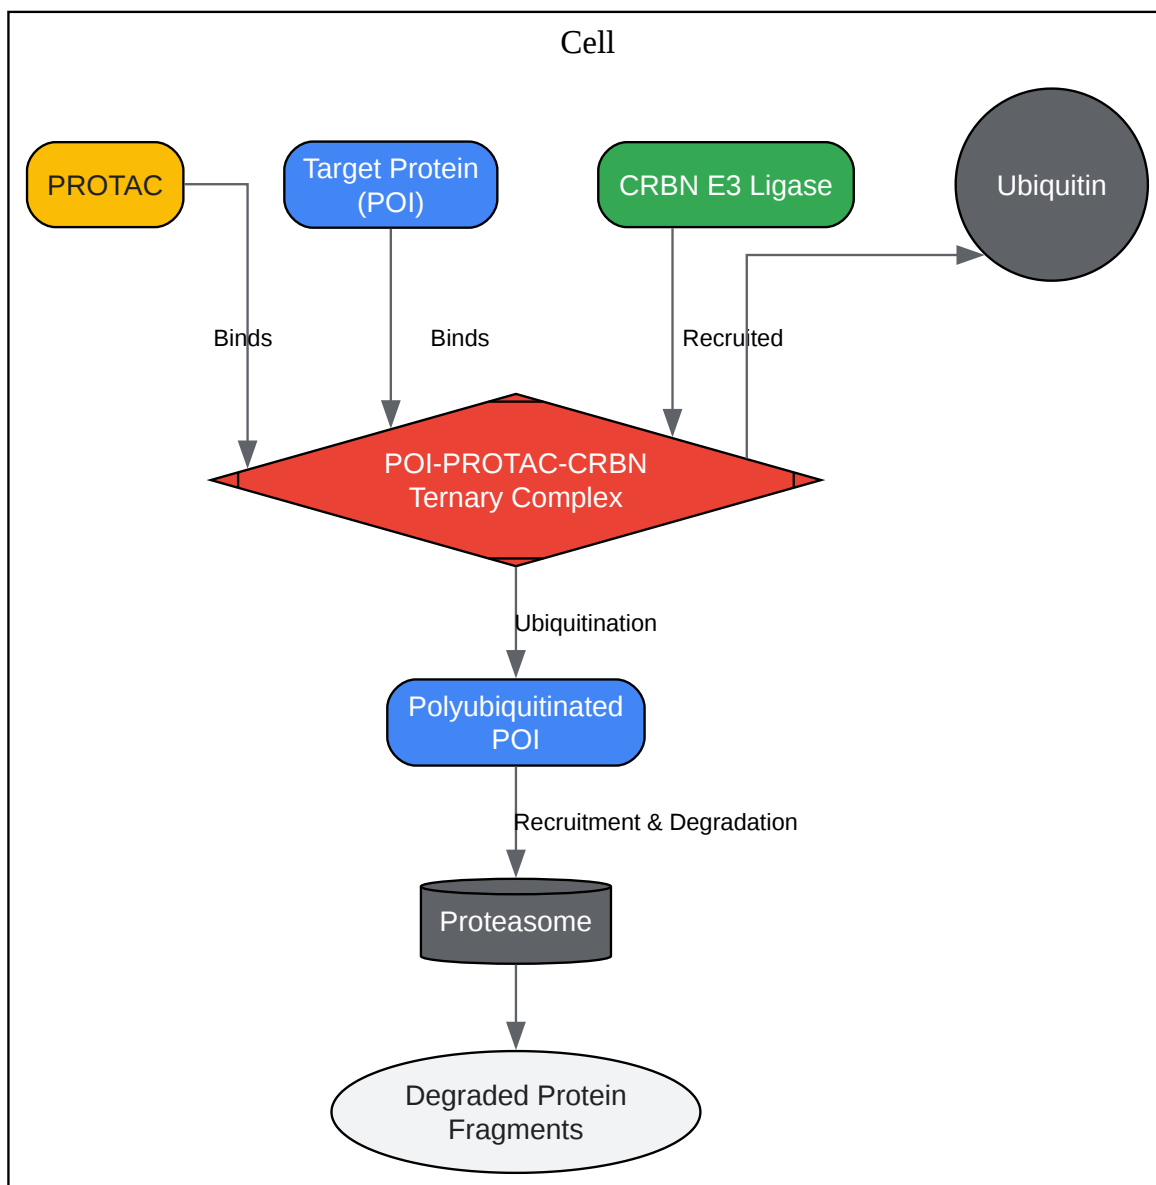 Cell
PROTAC
Target Protein
(POI)
CRBN E3 Ligase
Ubiquitin
Binds
Binds
Recruited
POI-PROTAC-CRBN
Ternary Complex
Ubiquitination
Polyubiquitinated
POI
Recruitment & Degradation
Proteasome
Degraded Protein
Fragments